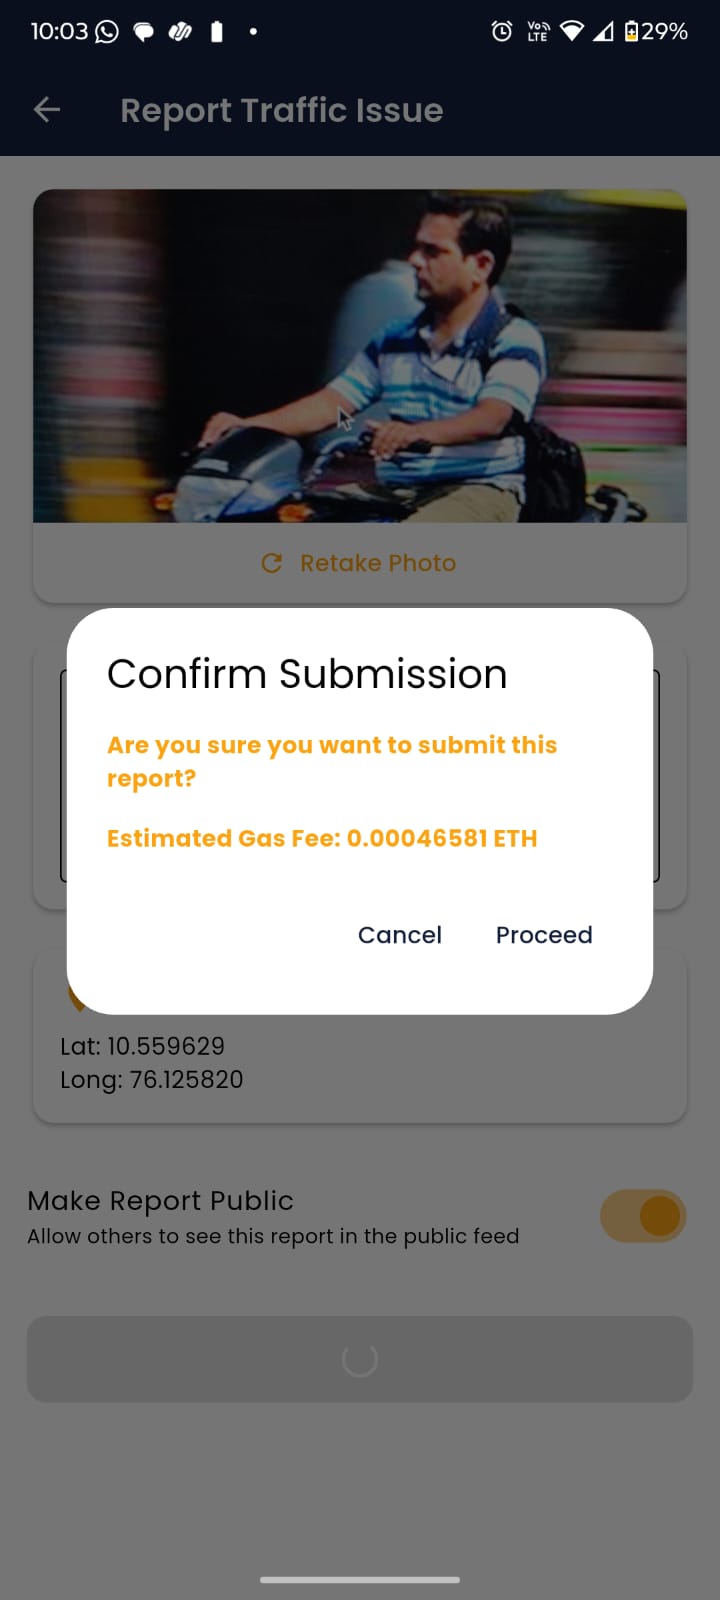 10:03
Vo)) LTE
29%
Report Traffic Issue
Retake Photo
Confirm Submission
Are you sure you want to submit this
report?
Estimated Gas Fee: 0.00046581 ETH
Cancel Proceed
Lat: 10.559629
Long: 76.125820
Make Report Public
Allow others to see this report in the public feed